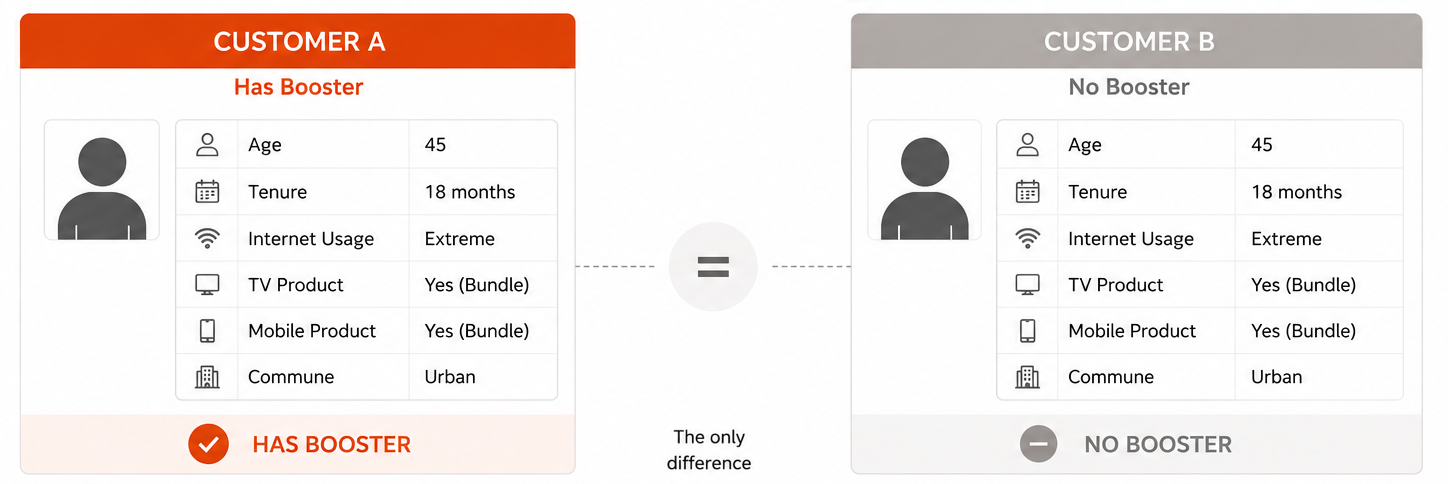 CUSTOMER A
Has Booster
Age 45
Tenure 18 months
Internet Usage Extreme
TV Product Yes (Bundle)
Mobile Product Yes (Bundle)
Commune Urban
HAS BOOSTER
=
The only
difference
CUSTOMER B
No Booster
Age 45
Tenure 18 months
Internet Usage Extreme
TV Product Yes (Bundle)
Mobile Product Yes (Bundle)
Commune Urban
NO BOOSTER